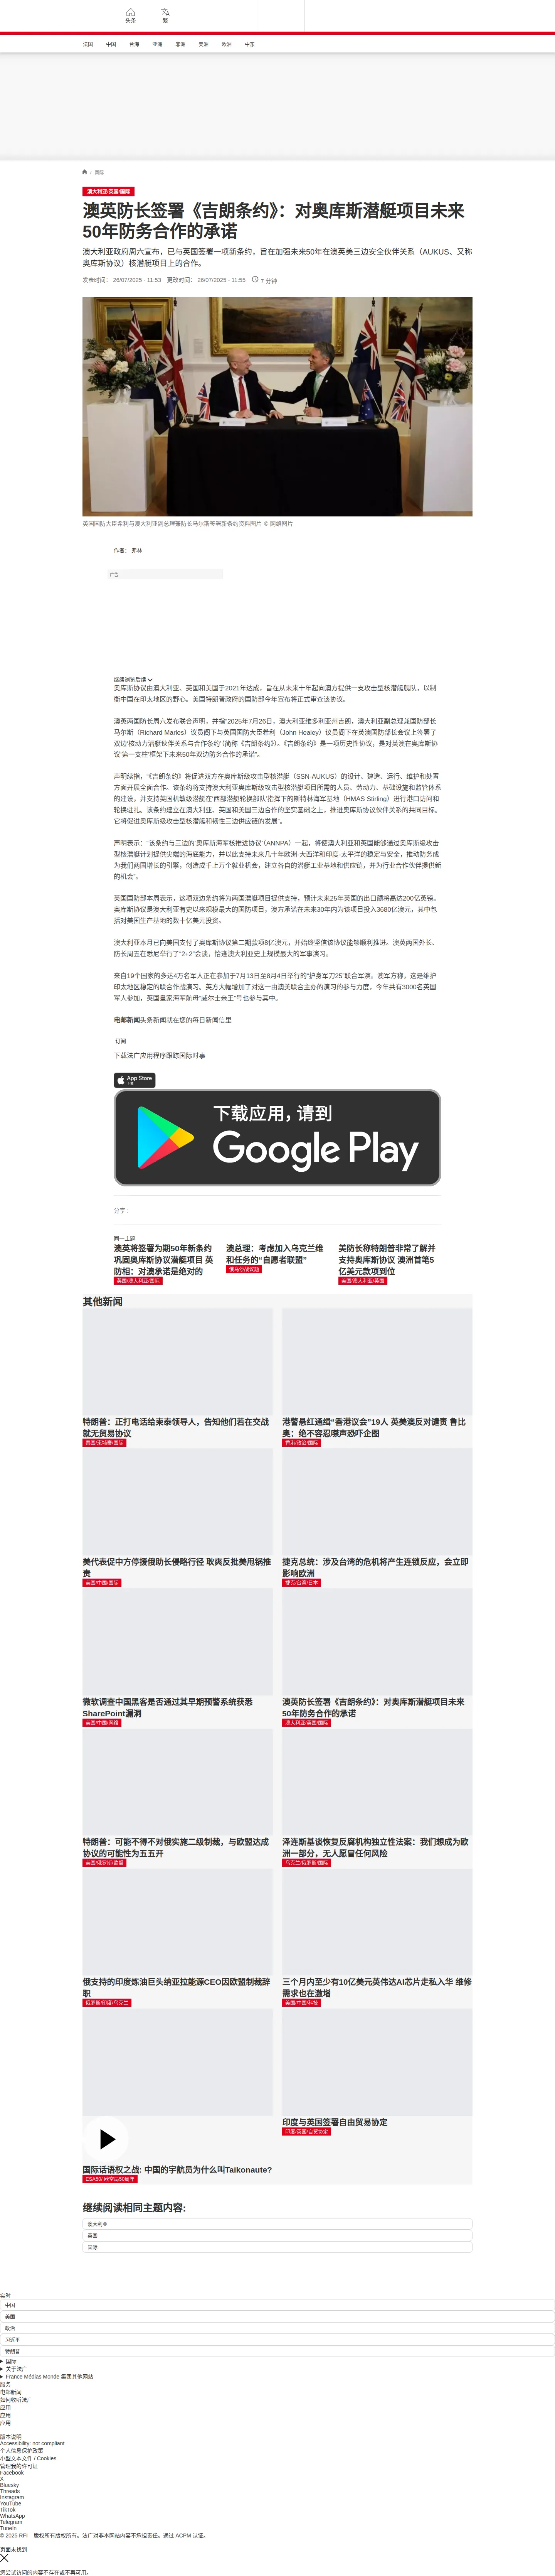 头条
繁
法国 中国 台海 亚洲 非洲 美洲 欧洲 中东
/ 国际
澳大利亚/英国/国际
澳英防长签署《吉朗条约》：对奥库斯潜艇项目未来
50年防务合作的承诺
澳大利亚政府周六宣布，已与英国签署一项新条约，旨在加强未来50年在澳英美三边安全伙伴关系（AUKUS、又称
奥库斯协议）核潜艇项目上的合作。
发表时间： 26/07/2025 - 11:53 更改时间： 26/07/2025 - 11:55 7 分钟
英国国防大臣希利与澳大利亚副总理兼防长马尔斯签署新条约资料图片 © 网络图片
作者： 弗林
广告
继续浏览后续
奥库斯协议由澳大利亚、英国和美国于2021年达成，旨在从未来十年起向澳方提供一支攻击型核潜艇舰队，以制
衡中国在印太地区的野心。美国特朗普政府的国防部今年宣布将正式审查该协议。
澳英两国防长周六发布联合声明，并指“2025年7月26日，澳大利亚维多利亚州吉朗，澳大利亚副总理兼国防部长
马尔斯（Richard Marles）议员阁下与英国国防大臣希利（John Healey）议员阁下在英澳国防部长会议上签署了
双边‘核动力潜艇伙伴关系与合作条约’（简称《吉朗条约》）。《吉朗条约》是一项历史性协议，是对英澳在奥库斯协
议‘第一支柱’框架下未来50年双边防务合作的承诺”。
声明续指，“《吉朗条约》将促进双方在奥库斯级攻击型核潜艇（SSN-AUKUS）的设计、建造、运行、维护和处置
方面开展全面合作。该条约将支持澳大利亚奥库斯级攻击型核潜艇项目所需的人员、劳动力、基础设施和监管体系
的建设，并支持英国机敏级潜艇在‘西部潜艇轮换部队’指挥下的斯特林海军基地（HMAS Stirling）进行港口访问和
轮换驻扎。该条约建立在澳大利亚、英国和美国三边合作的坚实基础之上，推进奥库斯协议伙伴关系的共同目标。
它将促进奥库斯级攻击型核潜艇和韧性三边供应链的发展”。
声明表示：“该条约与三边的‘奥库斯海军核推进协议’（ANNPA）一起，将使澳大利亚和英国能够通过奥库斯级攻击
型核潜艇计划提供尖端的海底能力，并以此支持未来几十年欧洲-大西洋和印度-太平洋的稳定与安全，推动防务成
为我们两国增长的引擎，创造成千上万个就业机会，建立各自的潜艇工业基地和供应链，并为行业合作伙伴提供新
的机会”。
英国国防部本周表示，这项双边条约将为两国潜艇项目提供支持，预计未来25年英国的出口额将高达200亿英镑。
奥库斯协议是澳大利亚有史以来规模最大的国防项目，澳方承诺在未来30年内为该项目投入3680亿澳元，其中包
括对美国生产基地的数十亿美元投资。
澳大利亚本月已向美国支付了奥库斯协议第二期款项8亿澳元，并始终坚信该协议能够顺利推进。澳英两国外长、
防长周五在悉尼举行了“2+2”会谈，恰逢澳大利亚史上规模最大的军事演习。
来自19个国家的多达4万名军人正在参加于7月13日至8月4日举行的“护身军刀25”联合军演。澳军方称，这是维护
印太地区稳定的联合作战演习。英方大幅增加了对这一由澳美联合主办的演习的参与力度，今年共有3000名英国
军人参加，英国皇家海军航母“威尔士亲王”号也参与其中。
电邮新闻头条新闻就在您的每日新闻信里
订阅
下载法广应用程序跟踪国际时事
App Store
下载
下载应用，请到
Google Play
分享 :
同一主题
澳英将签署为期50年新条约
巩固奥库斯协议潜艇项目 英
防相：对澳承诺是绝对的
英国/澳大利亚/国际
澳总理：考虑加入乌克兰维
和任务的“自愿者联盟”
俄乌停战议题
美防长称特朗普非常了解并
支持奥库斯协议 澳洲首笔5
亿美元款项到位
美国/澳大利亚/英国
其他新闻
特朗普：正打电话给柬泰领导人，告知他们若在交战
就无贸易协议
泰国/柬埔寨/国际
港警悬红通缉“香港议会”19人 英美澳反对谴责 鲁比
奥：绝不容忍噤声恐吓企图
香港/政治/国际
美代表促中方停援俄助长侵略行径 耿爽反批美甩锅推
责
美国/中国/国际
捷克总统：涉及台湾的危机将产生连锁反应，会立即
影响欧洲
捷克/台湾/日本
微软调查中国黑客是否通过其早期预警系统获悉
SharePoint漏洞
美国/中国/网络
澳英防长签署《吉朗条约》：对奥库斯潜艇项目未来
50年防务合作的承诺
澳大利亚/英国/国际
特朗普：可能不得不对俄实施二级制裁，与欧盟达成
协议的可能性为五五开
美国/俄罗斯/欧盟
泽连斯基谈恢复反腐机构独立性法案：我们想成为欧
洲一部分，无人愿冒任何风险
乌克兰/俄罗斯/国际
俄支持的印度炼油巨头纳亚拉能源CEO因欧盟制裁辞
职
俄罗斯/印度/乌克兰
三个月内至少有10亿美元英伟达AI芯片走私入华 维修
需求也在激增
美国/中国/科技
国际话语权之战: 中国的宇航员为什么叫Taikonaute?
ESA50/ 欧空局50周年
印度与英国签署自由贸易协定
印度/英国/自贸协定
继续阅读相同主题内容:
澳大利亚
英国
国际
实时
中国
美国
政治
习近平
特朗普
国际
关于法广
France Médias Monde 集团其他网站
服务
电邮新闻
如何收听法广
应用
应用
应用
版本说明
Accessibility: not compliant
个人信息保护政策
小型文本文件 / Cookies
管理我的许可证
Facebook
X
Bluesky
Threads
Instagram
YouTube
TikTok
WhatsApp
Telegram
TuneIn
© 2025 RFI – 版权所有版权所有。法广对非本网站内容不承担责任。通过 ACPM 认证。
页面未找到
您尝试访问的内容不存在或不再可用。